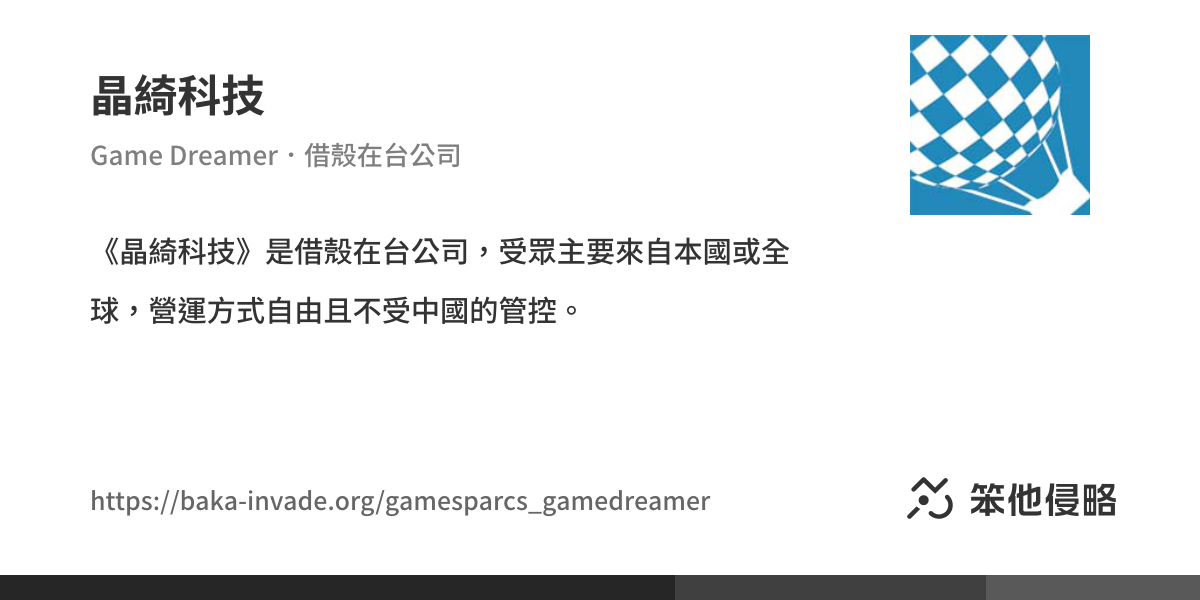 晶綺科技
Game Dreamer・借殼在台公司
《晶綺科技》是借殼在台公司，受眾主要來自本國或全
球，營運方式自由且不受中國的管控。
https://baka-invade.org/gamesparcs_gamedreamer
笨他侵略